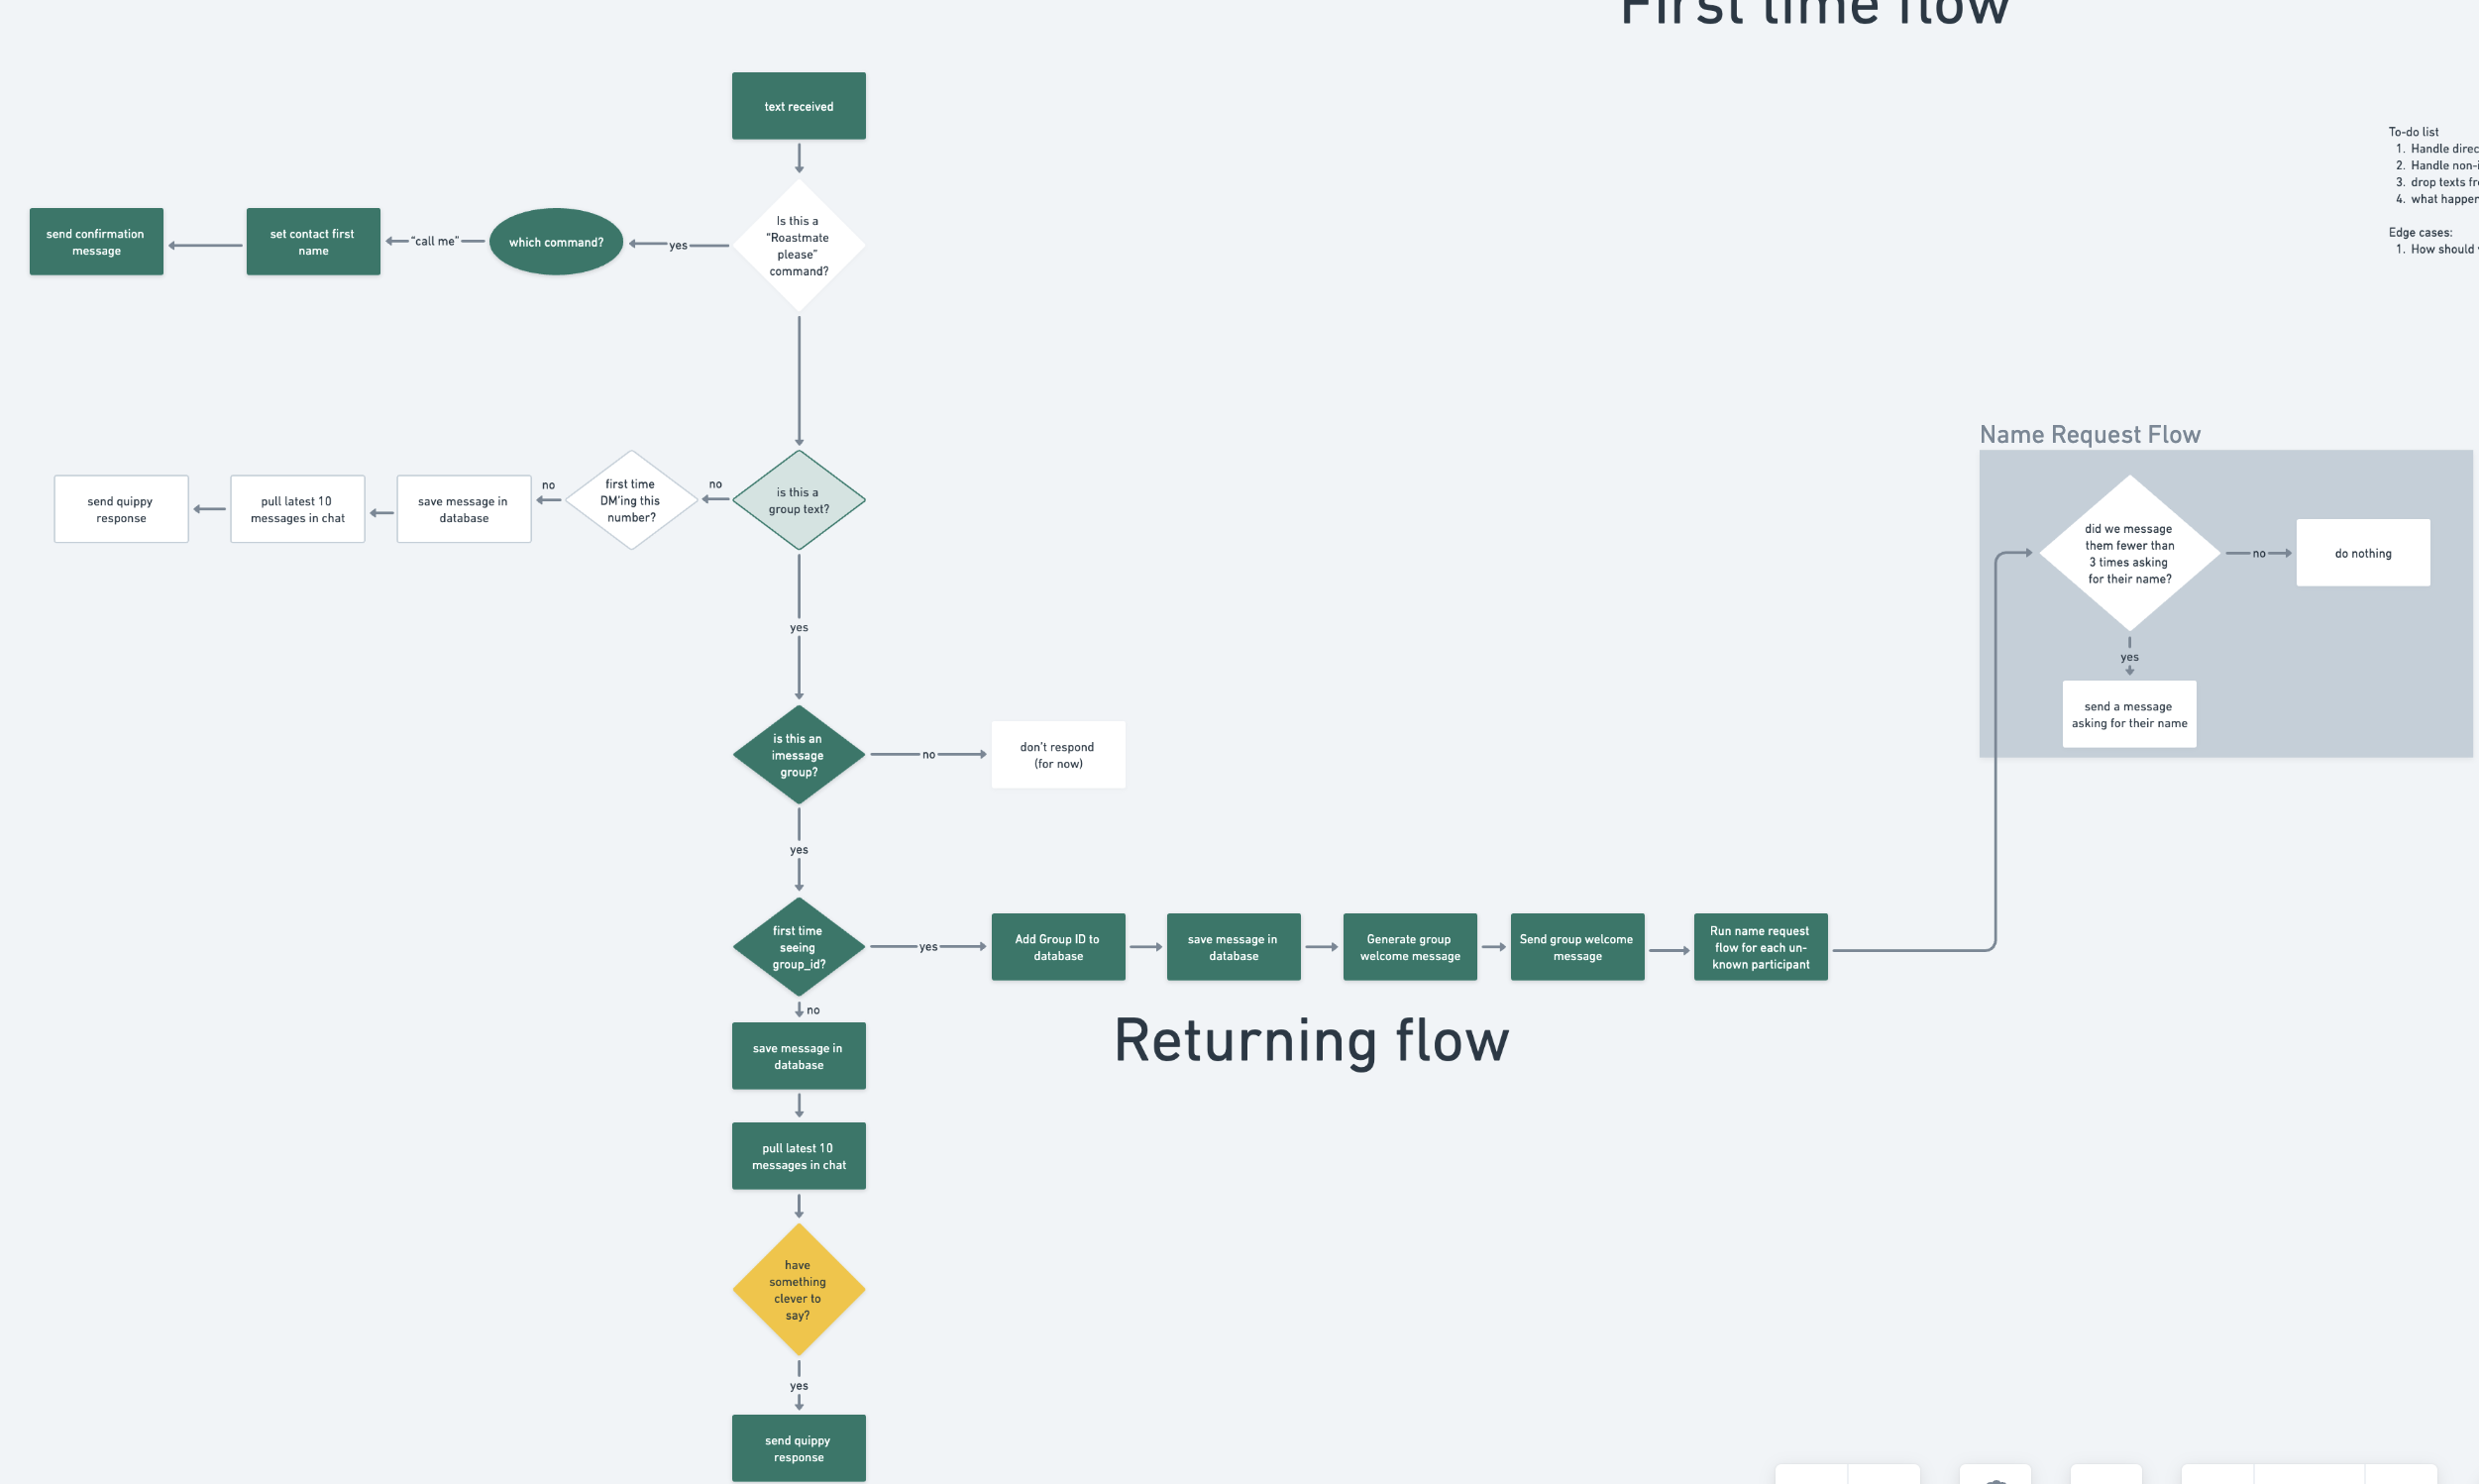 First time flow
text received
To-do list
1. Handle direc
2. Handle non-i
3. drop texts fr
4. what happen
Edge cases:
1. How should
Is this a
"Roastmate
please"
command?
yes
which command?
"call me"
set contact first
name
send confirmation
message
is this a
group text?
no
first time
DM'ing this
number?
no
save message in
database
pull latest 10
messages in chat
send quippy
response
Name Request Flow
did we message
them fewer than
3 times asking
for their name?
no
do nothing
yes
send a message
asking for their name
yes
is this an
imessage
group?
no
don't respond
(for now)
yes
first time
seeing
group_id?
yes
Add Group ID to
database
save message in
database
Generate group
welcome message
Send group welcome
message
Run name request
flow for each un-
known participant
no
Returning flow
save message in
database
pull latest 10
messages in chat
have
something
clever to
say?
yes
send quippy
response